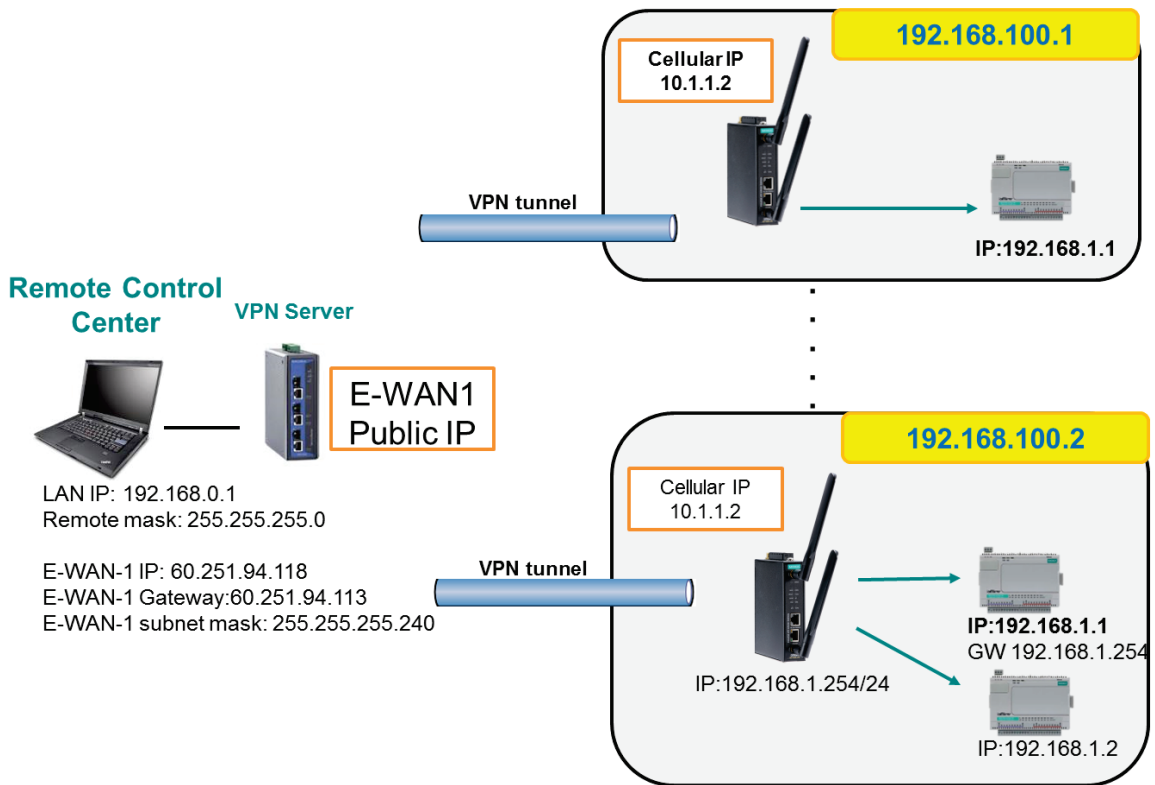 192.168.100.1
Cellular IP
10.1.1.2
VPN tunnel
IP:192.168.1.1
Remote Control
Center
VPN Server
E-WAN1
Public IP
LAN IP: 192.168.0.1
Remote mask: 255.255.255.0
E-WAN-1 IP: 60.251.94.118
E-WAN-1 Gateway:60.251.94.113
E-WAN-1 subnet mask: 255.255.255.240
192.168.100.2
Cellular IP
10.1.1.2
VPN tunnel
IP:192.168.1.254/24
IP:192.168.1.1
GW 192.168.1.254
IP:192.168.1.2